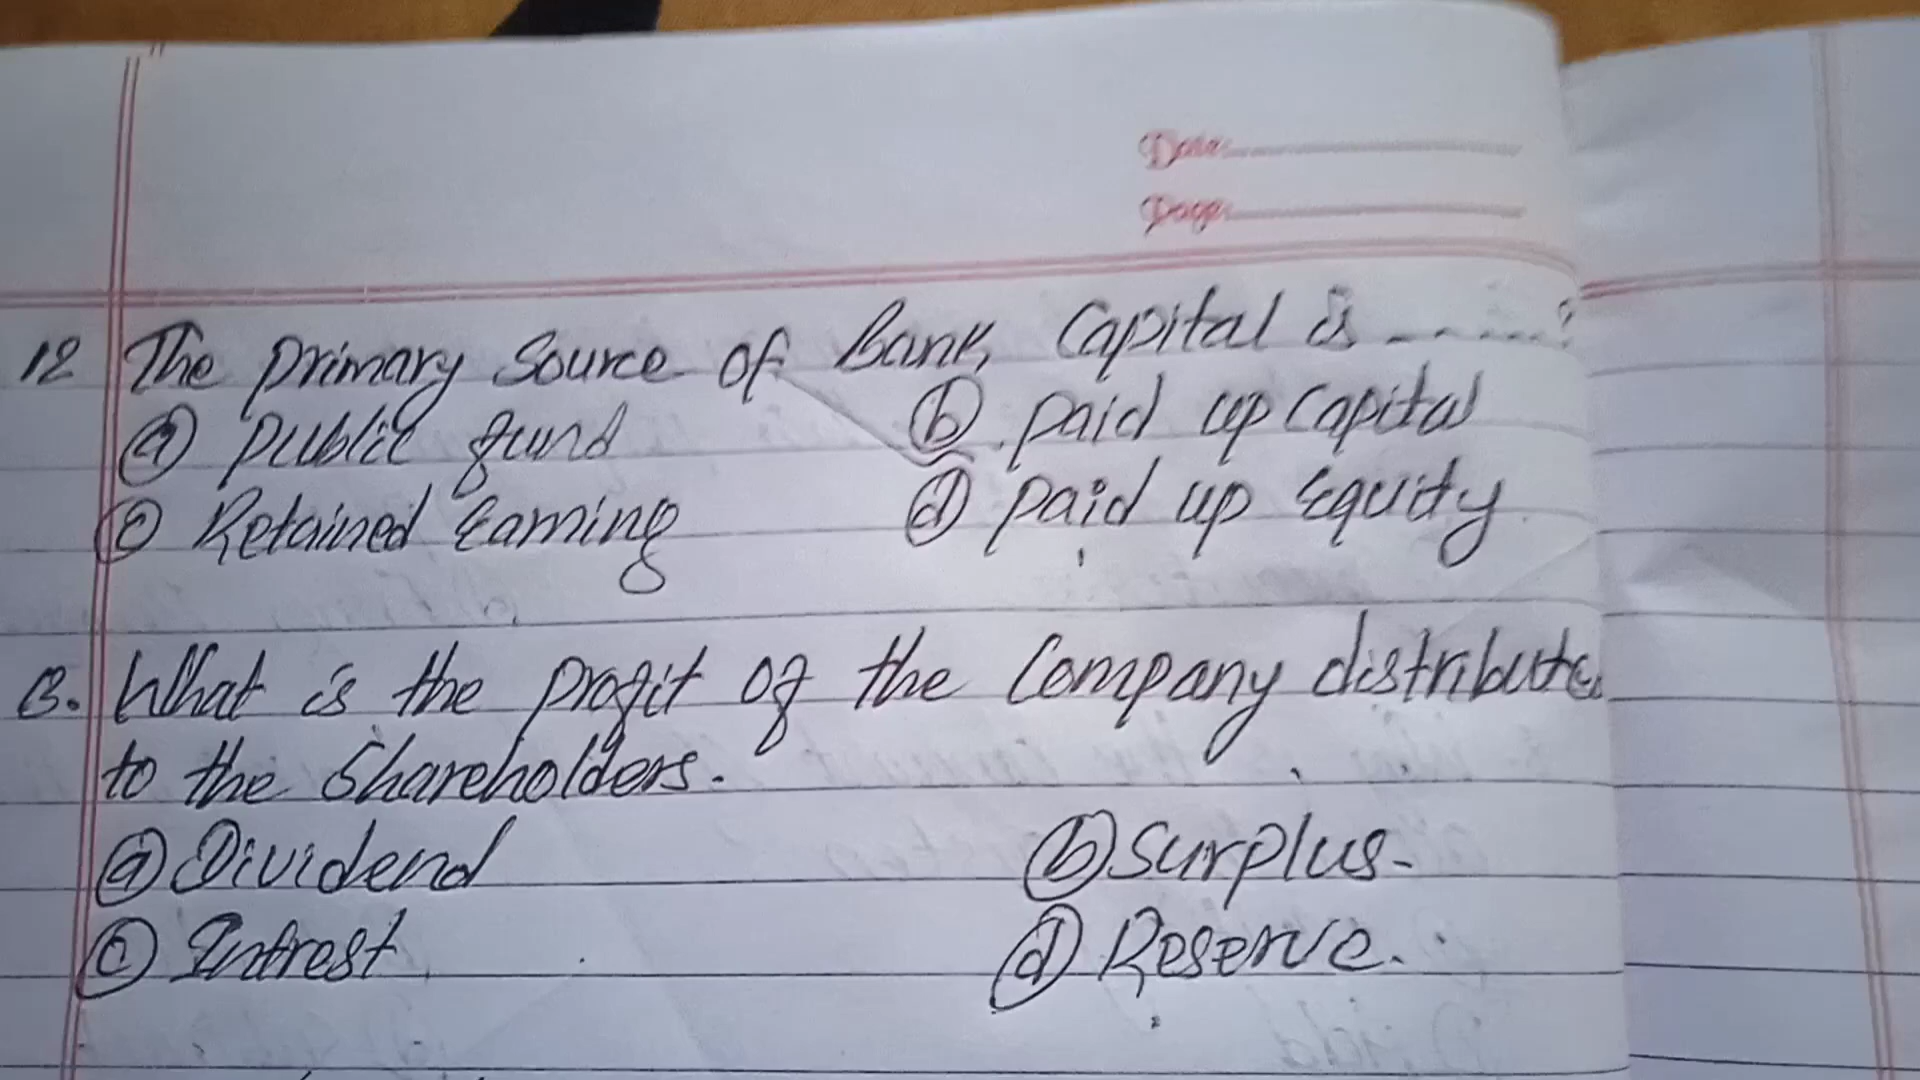 Date:
Page:
12 The primary Source of Bank Capital is ......?
(a) public fund (b) paid up Capital
(c) Retained Earning (d) paid up Equity
13. What is the profit of the Company distribute
to the Shareholders.
(a) Dividend (b) Surplus.
(c) Intrest (d) Reserve.